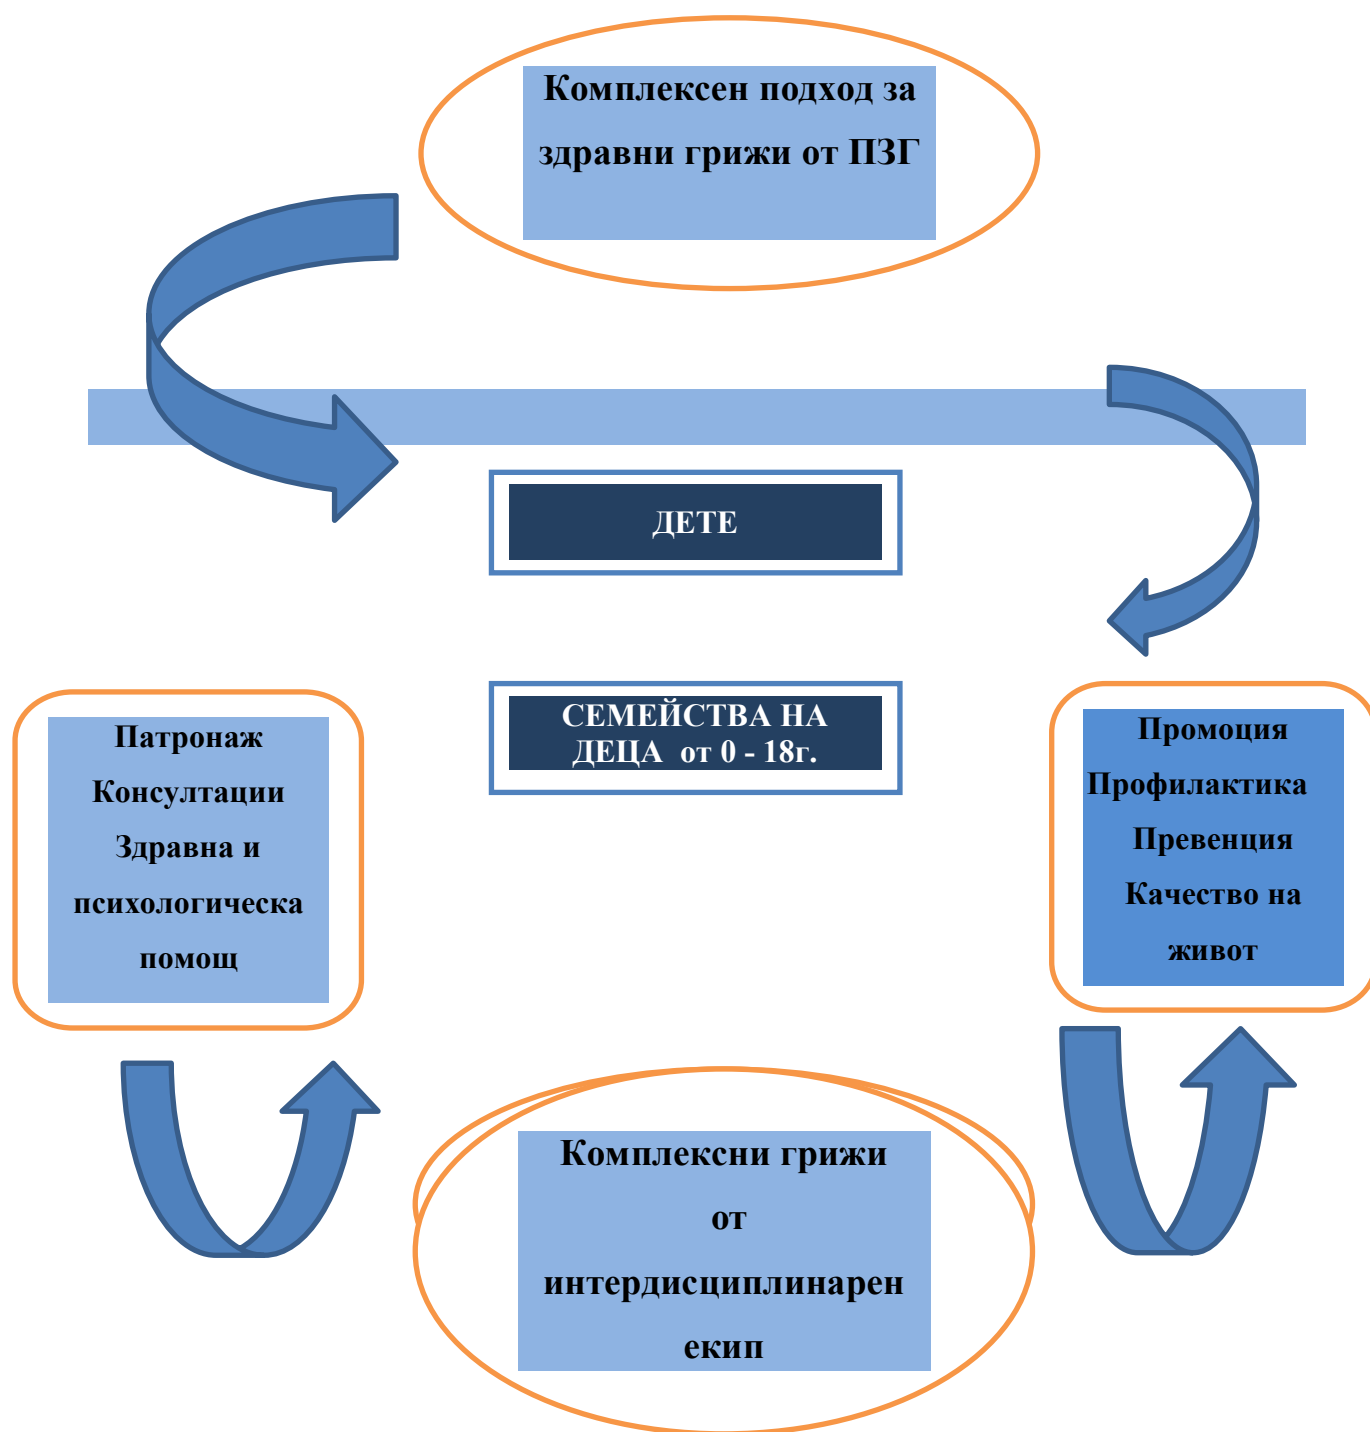 Комплексен подход за
здравни грижи от ПЗГ
ДЕТЕ
СЕМЕЙСТВА НА
ДЕЦА от 0 - 18г.
Патронаж
Консултации
Здравна и
психологическа
помощ
Промоция
Профилактика
Превенция
Качество на
живот
Комплексни грижи
от
интердисциплинарен
екип